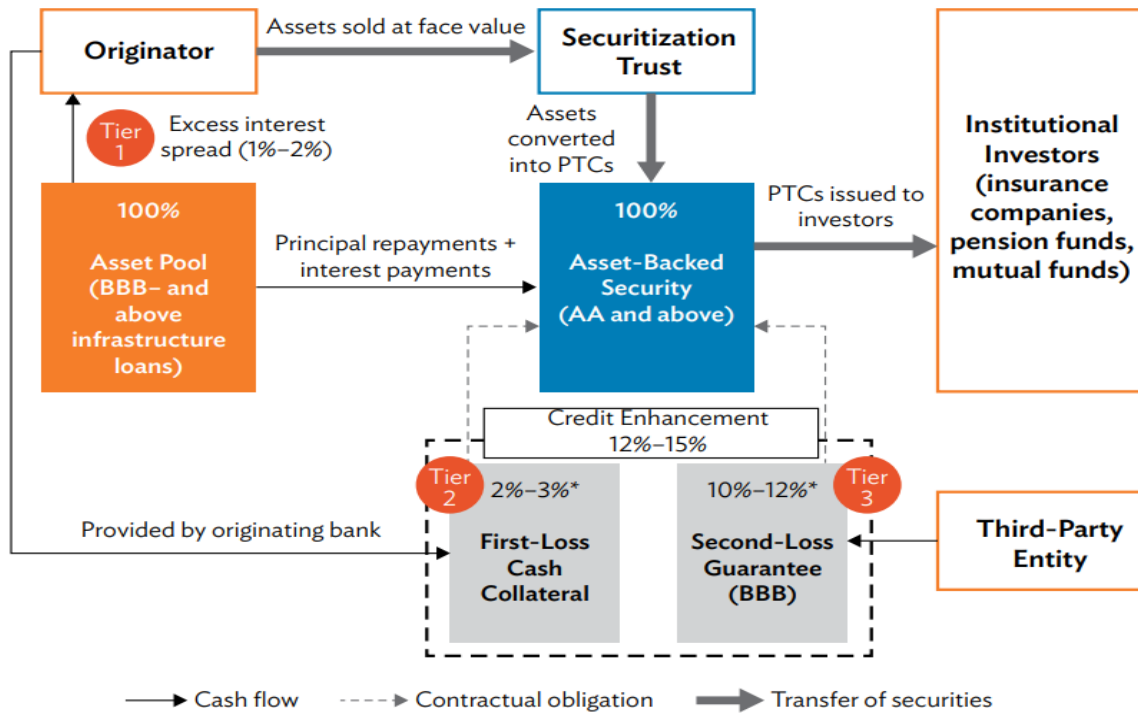 Originator
Assets sold at face value
Securitization
Trust
Tier
1
Excess interest
spread (1%–2%)
Assets
converted
into PTCs
Institutional
Investors
(insurance
companies,
pension funds,
mutual funds)
100%
Asset Pool
(BBB– and
above
infrastructure
loans)
Principal repayments +
interest payments
100%
Asset-Backed
Security
(AA and above)
PTCs issued to
investors
Credit Enhancement
12%–15%
Tier
2
2%–3%*
First-Loss
Cash
Collateral
10%–12%*
Second-Loss
Guarantee
(BBB)
Tier
3
Provided by originating bank
Third-Party
Entity
Cash flow
Contractual obligation
Transfer of securities